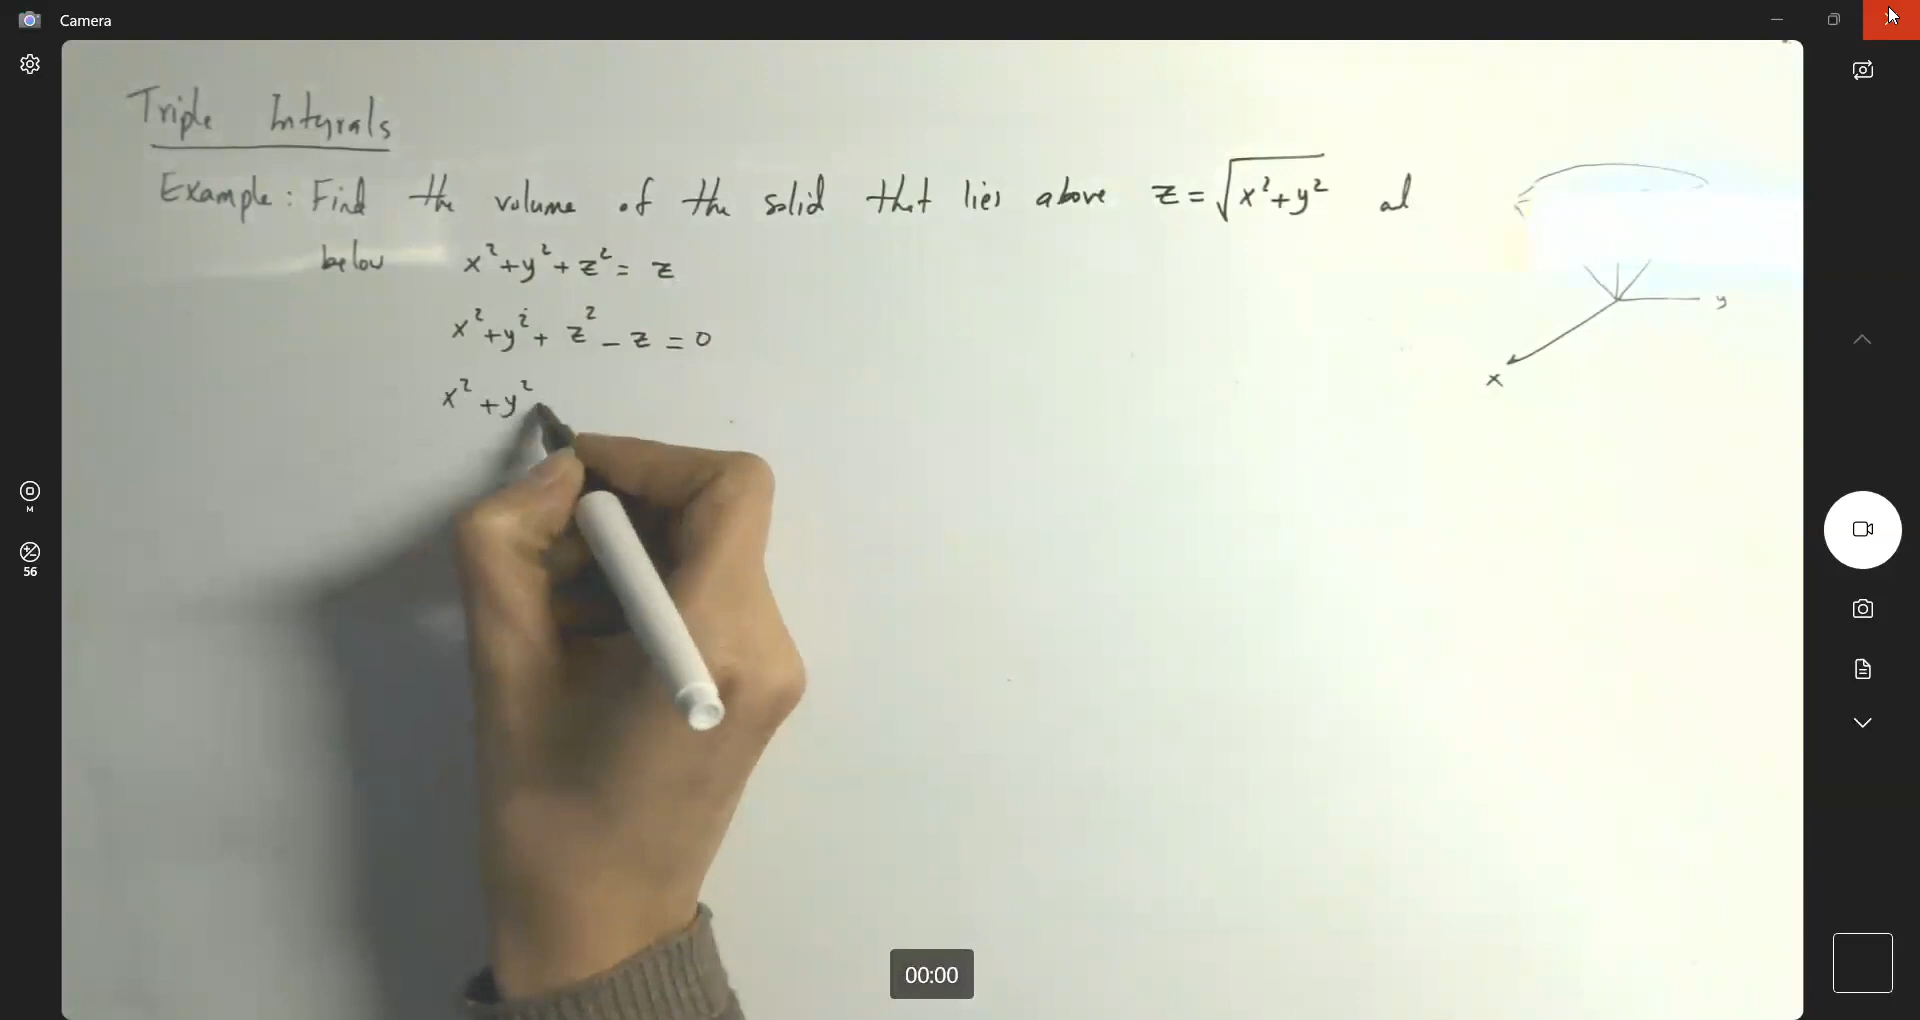 Camera
Triple Integrals
Example: Find the volume of the solid that lies above z = √x²+y² ad
below x²+y²+z² = z
x²+y²+ z² - z = 0
x² + y²
y
x
M
56
00:00